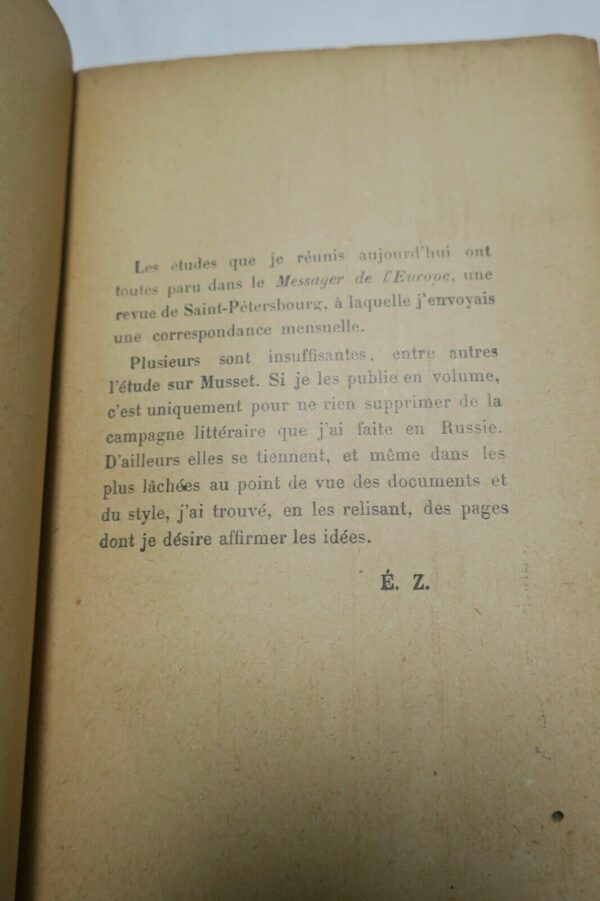 Les études que je réunis aujourd'hui ont
toutes paru dans le Messager de l'Europe, une
revue de Saint-Pétersbourg, à laquelle j'envoyais
une correspondance mensuelle.
Plusieurs sont insuffisantes, entre autres
l'étude sur Musset. Si je les publie en volume,
c'est uniquement pour ne rien supprimer de la
campagne littéraire que j'ai faite en Russie.
D'ailleurs elles se tiennent, et même dans les
plus lâchées au point de vue des documents et
du style, j'ai trouvé, en les relisant, des pages
dont je désire affirmer les idées.
É. Z.